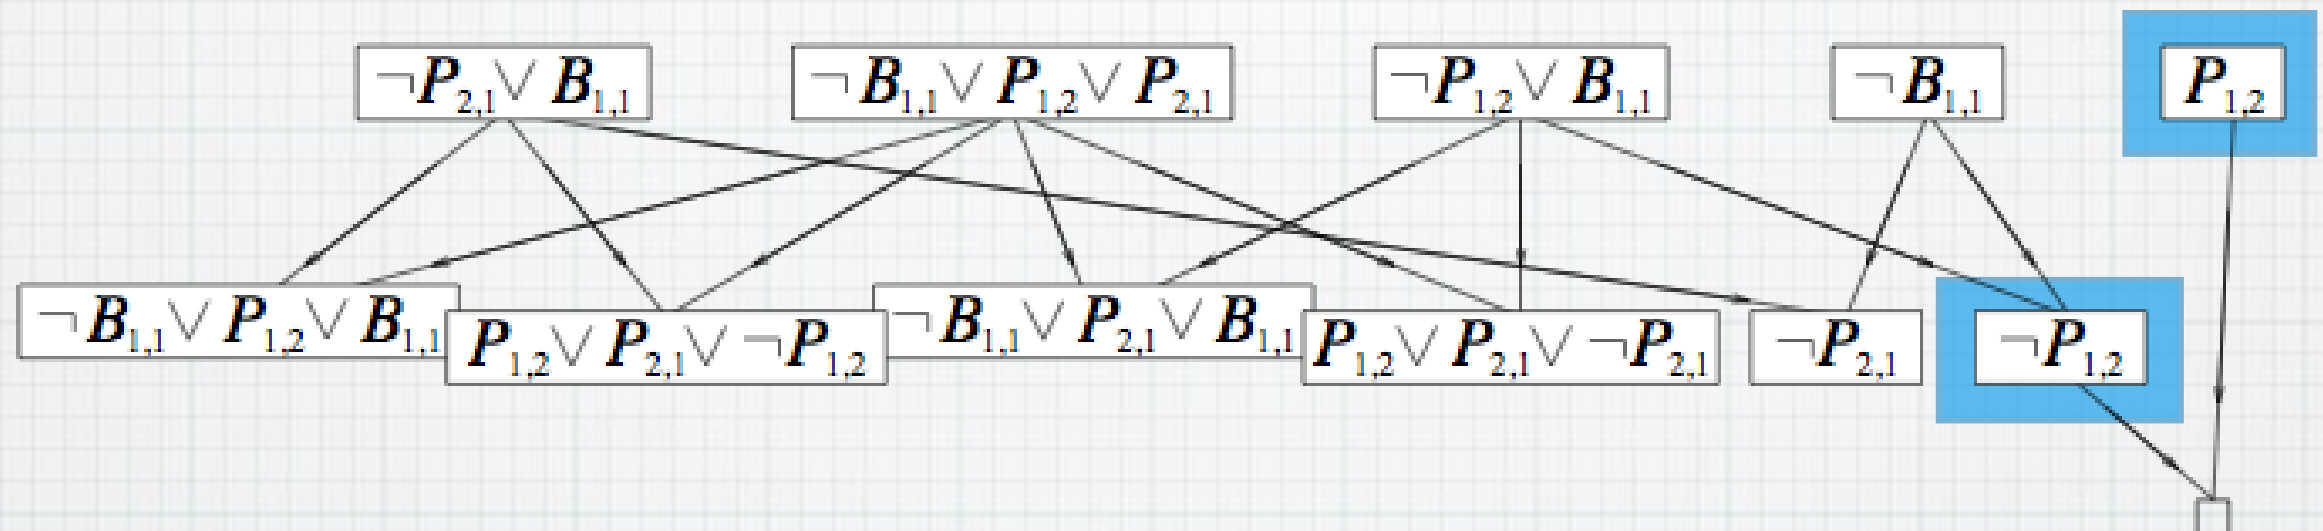 ¬P2,1 ∨ B1,1
¬B1,1 ∨ P1,2 ∨ P2,1
¬P1,2 ∨ B1,1
¬B1,1
P1,2
¬B1,1 ∨ P1,2 ∨ B1,1
P1,2 ∨ P2,1 ∨ ¬P1,2
¬B1,1 ∨ P2,1 ∨ B1,1
P1,2 ∨ P2,1 ∨ ¬P2,1
¬P2,1
¬P1,2